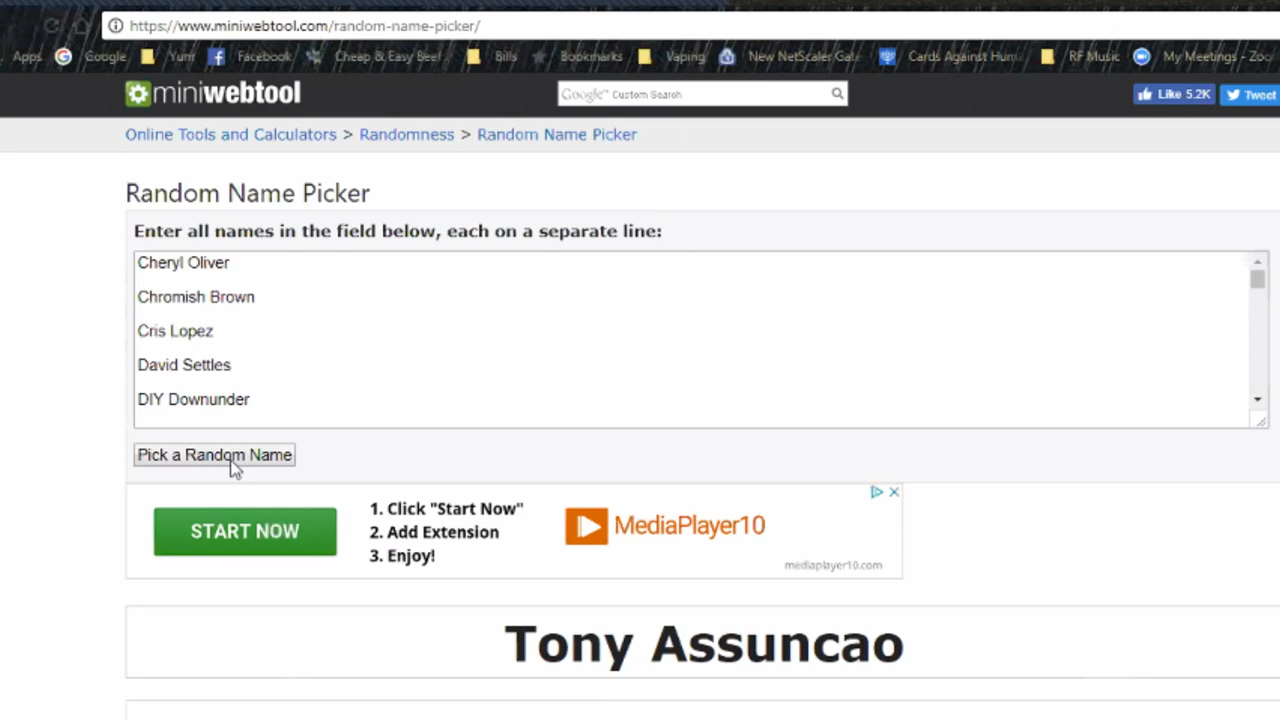 https://www.miniwebtool.com/random-name-picker/
Apps Google Yum Facebook Cheap & Easy Beef Bills Bookmarks Vaping New NetScaler Gate Cards Against Hum RF Music My Meetings - Zoo
miniwebtool Google™ Custom Search Like 5.2K Tweet
Online Tools and Calculators > Randomness > Random Name Picker
Random Name Picker
Enter all names in the field below, each on a separate line:
Cheryl Oliver
Chromish Brown
Cris Lopez
David Settles
DIY Downunder
Pick a Random Name
START NOW
1. Click "Start Now"
2. Add Extension
3. Enjoy!
MediaPlayer10
mediaplayer10.com
Tony Assuncao